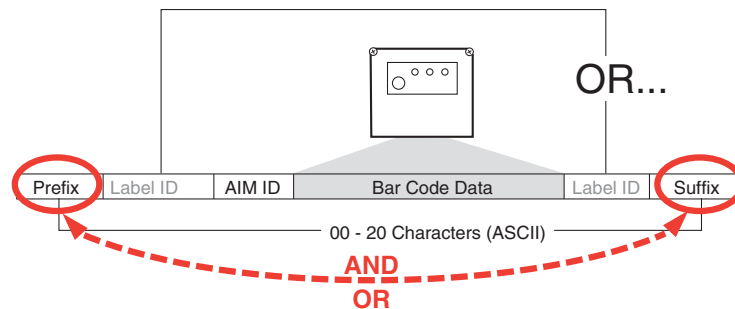 OR...
Prefix Label ID AIM ID Bar Code Data Label ID Suffix
00 - 20 Characters (ASCII)
AND
OR